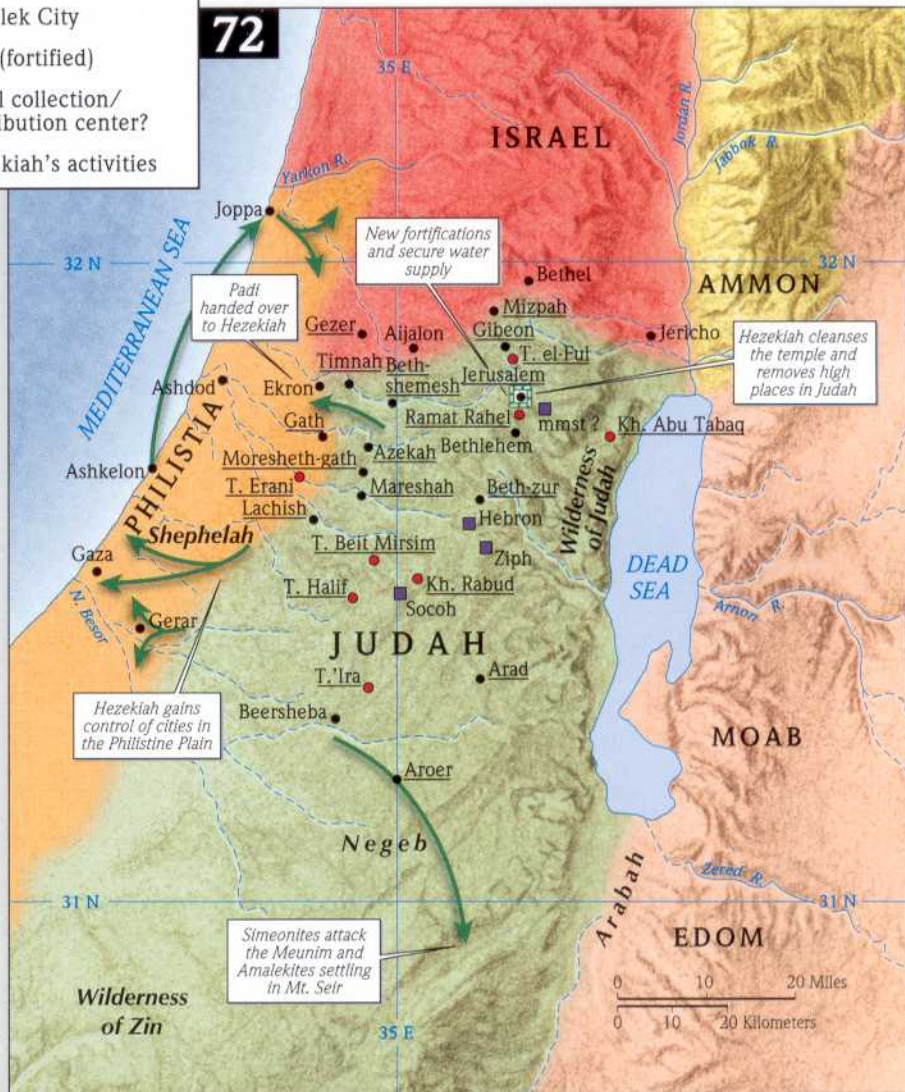 lek City
(fortified)
l collection/
ibution center?
kiah's activities
72
35 E
ISRAEL
Jordan R.
Jabbok R.
Yarkon R.
Joppa
MEDITERRANEAN SEA
32 N
32 N
New fortifications
and secure water
supply
Bethel
AMMON
Padi
handed over
to Hezekiah
Mizpah
Gezer
Aijalon
Gibeon
Jericho
Hezekiah cleanses
the temple and
removes high
places in Judah
T. el-Ful
Timnah
Beth-
shemesh
Jerusalem
Ashdod
Ekron
Ramat Rahel
mmst ?
Gath
Bethlehem
Kh. Abu Tabaq
PHILISTIA
Azekah
Moresheth-gath
Ashkelon
T. Erani
Mareshah
Beth-zur
Wilderness
of Judah
Lachish
Hebron
Shephelah
T. Beit Mirsim
Ziph
DEAD
SEA
Gaza
T. Halif
Kh. Rabud
Socoh
Arnon R.
N. Besor
Gerar
JUDAH
T.'Ira
Arad
Hezekiah gains
control of cities in
the Philistine Plain
Beersheba
MOAB
Aroer
Negeb
Zered R.
31 N
31 N
Arabah
EDOM
Simeonites attack
the Meunim and
Amalekites settling
in Mt. Seir
0 10 20 Miles
0 10 20 Kilometers
Wilderness
of Zin
35 E